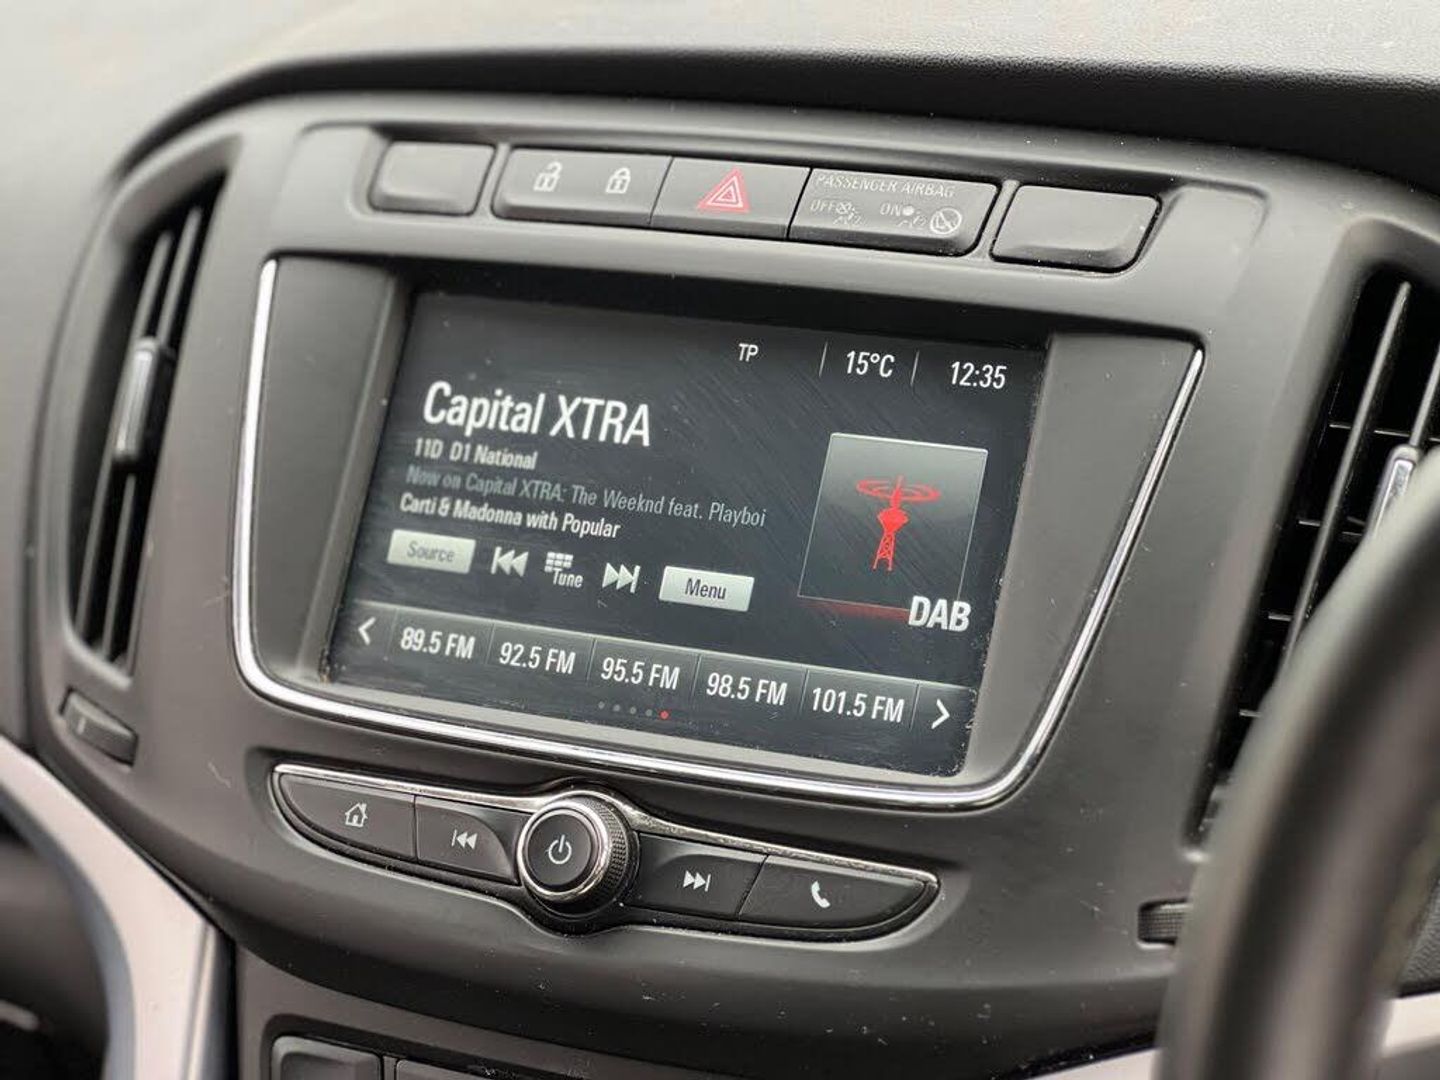 PASSENGER AIRBAG
OFF ON
TP 15°C 12:35
Capital XTRA
11D D1 National
Now on Capital XTRA: The Weeknd feat. Playboi
Carti & Madonna with Popular
Source Tune Menu
DAB
89.5 FM 92.5 FM 95.5 FM 98.5 FM 101.5 FM